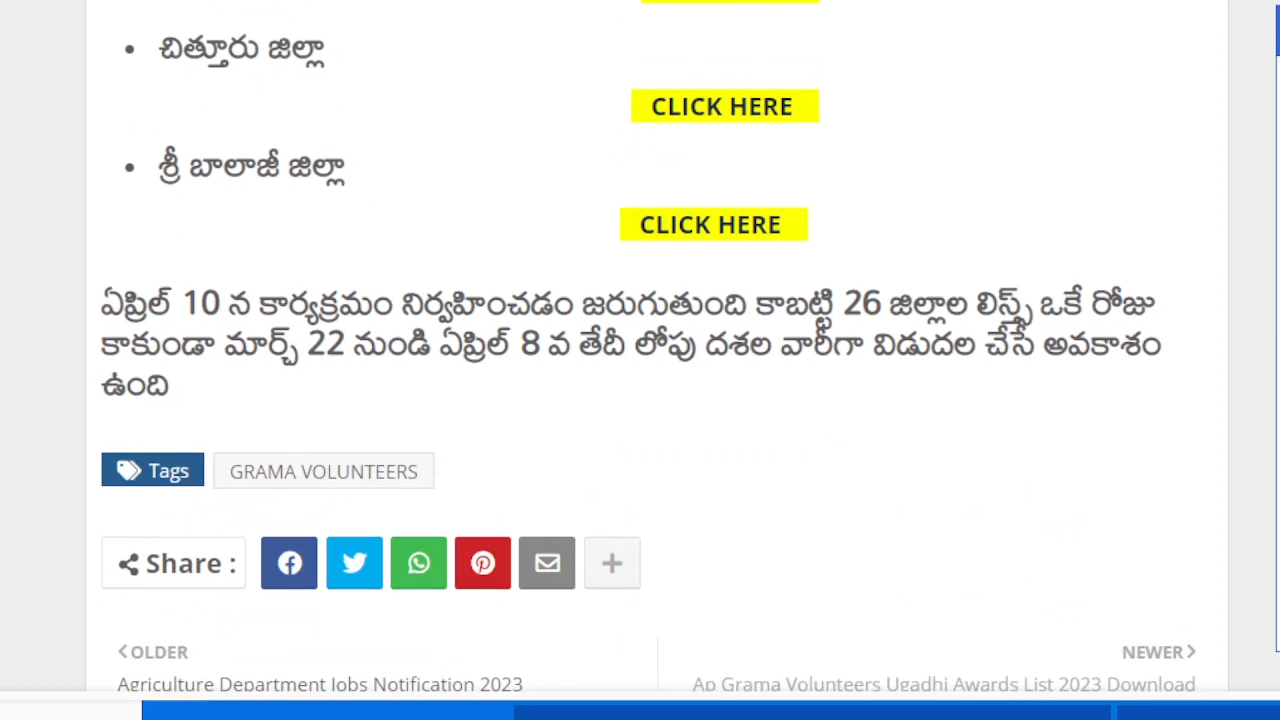 చిత్తూరు జిల్లా
CLICK HERE
శ్రీ బాలాజీ జిల్లా
CLICK HERE
ఏప్రిల్ 10 న కార్యక్రమం నిర్వహించడం జరుగుతుంది కాబట్టి 26 జిల్లాల లిస్ట్స్ ఒకే రోజు
కాకుండా మార్చ్ 22 నుండి ఏప్రిల్ 8 వ తేదీ లోపు దశల వారీగా విడుదల చేసే అవకాశం
ఉంది
Tags GRAMA VOLUNTEERS
Share :
OLDER NEWER
Agriculture Department Jobs Notification 2023 Ap Grama Volunteers Ugadhi Awards List 2023 Download